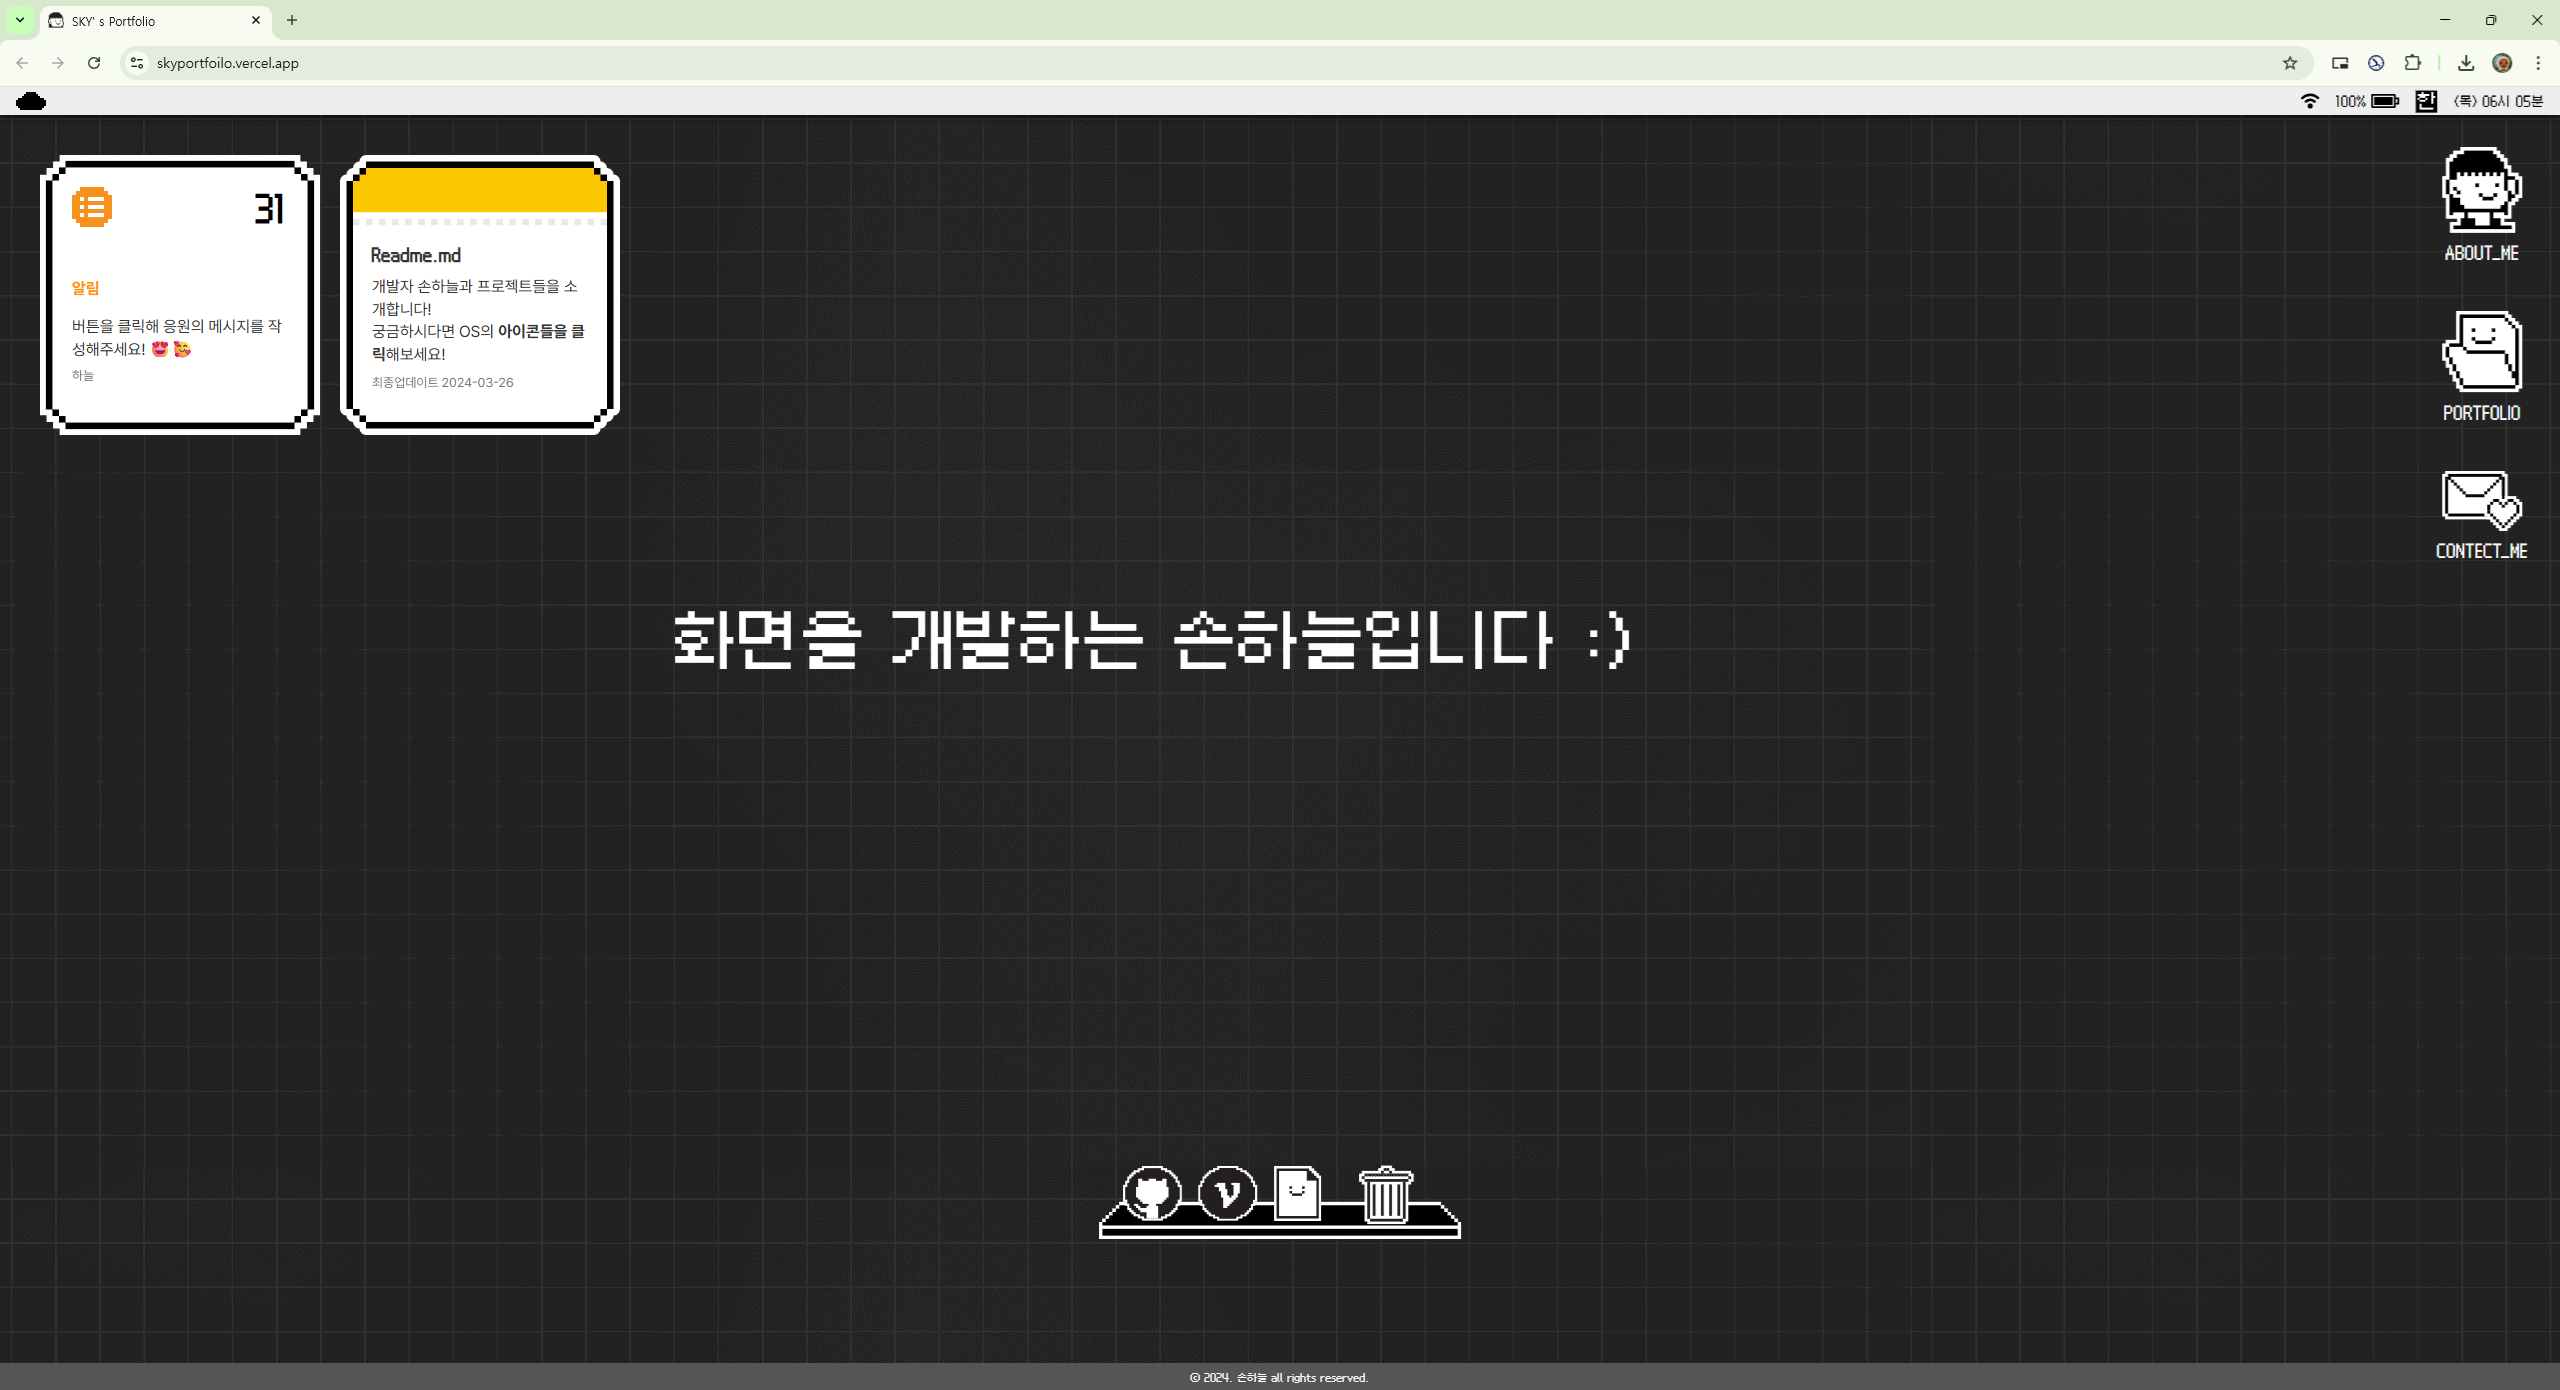 SKY' s Portfolio
skyportfoilo.vercel.app
100% 한 (목) 06시 05분
31
알림
버튼을 클릭해 응원의 메시지를 작
성해주세요! 😍 🥰
하늘
Readme.md
개발자 손하늘과 프로젝트들을 소
개합니다!
궁금하시다면 OS의 아이콘들을 클
릭해보세요!
최종업데이트 2024-03-26
ABOUT_ME
PORTFOLIO
CONTECT_ME
화면을 개발하는 손하늘입니다 :)
v
© 2024. 손하늘 all rights reserved.